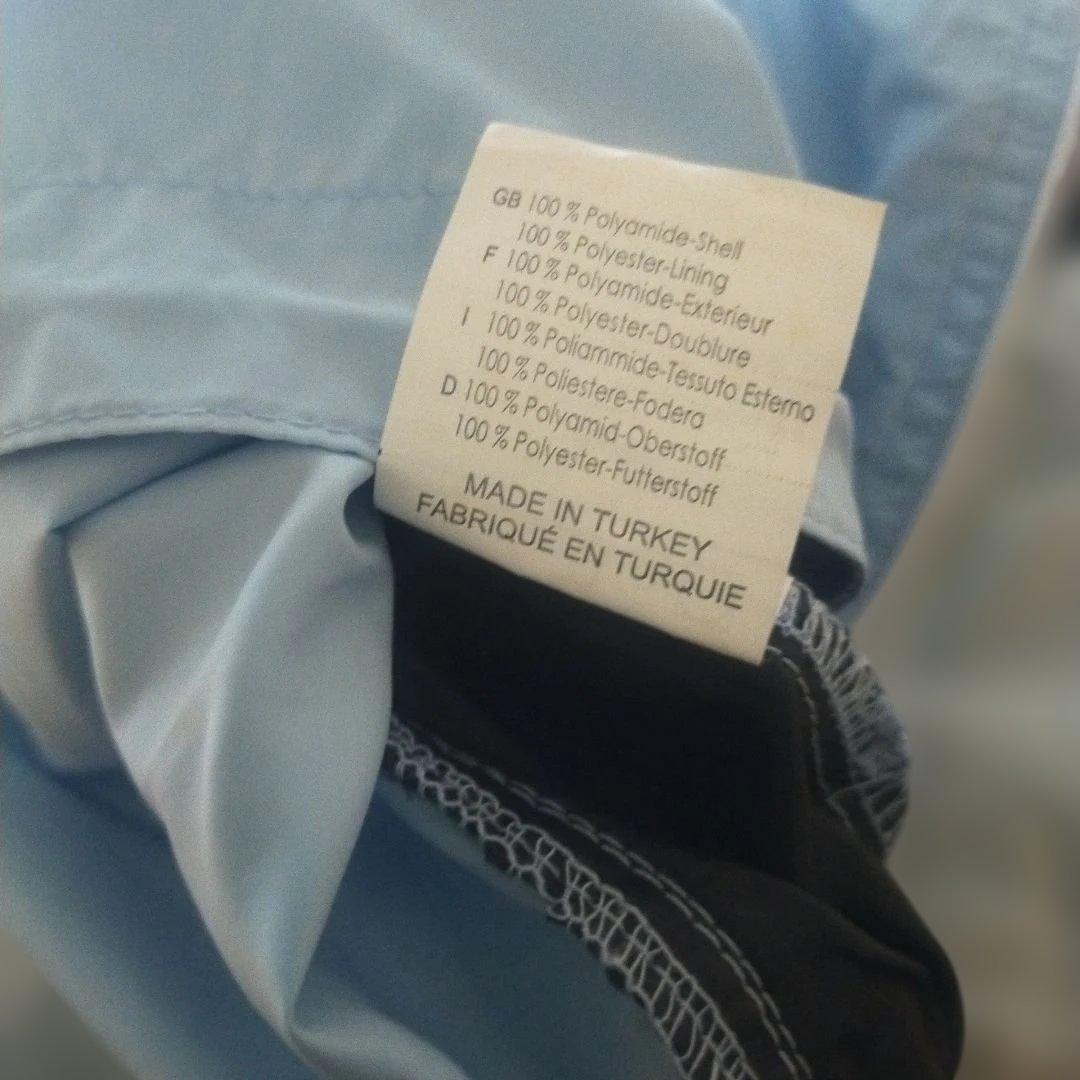 GB 100 % Polyamide-Shell
100 % Polyester-Lining
F 100 % Polyamide-Exterieur
100 % Polyester-Doublure
I 100 % Poliammide-Tessuto Esterno
100 % Poliestere-Fodera
D 100 % Polyamid-Oberstoff
100 % Polyester-Futterstoff
MADE IN TURKEY
FABRIQUÉ EN TURQUIE